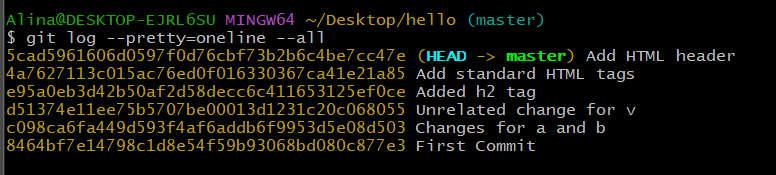 Alina@DESKTOP-EJRL6SU MINGW64 ~/Desktop/hello (master)
$ git log --pretty=oneline --all
5cad5961606d0597f0d76cbf73b2b6c4be7cc47e (HEAD -> master) Add HTML header
4a7627113c015ac76ed0f016330367ca41e21a85 Add standard HTML tags
e95a0eb3d42b50af2d58decc6c411653125ef0ce Added h2 tag
d51374e11ee75b5707be00013d1231c20c068055 Unrelated change for v
c098ca6fa449d593f4af6addb6f9953d5e08d503 Changes for a and b
8464bf7e14798c1d8e54f59b93068bd080c877e3 First Commit